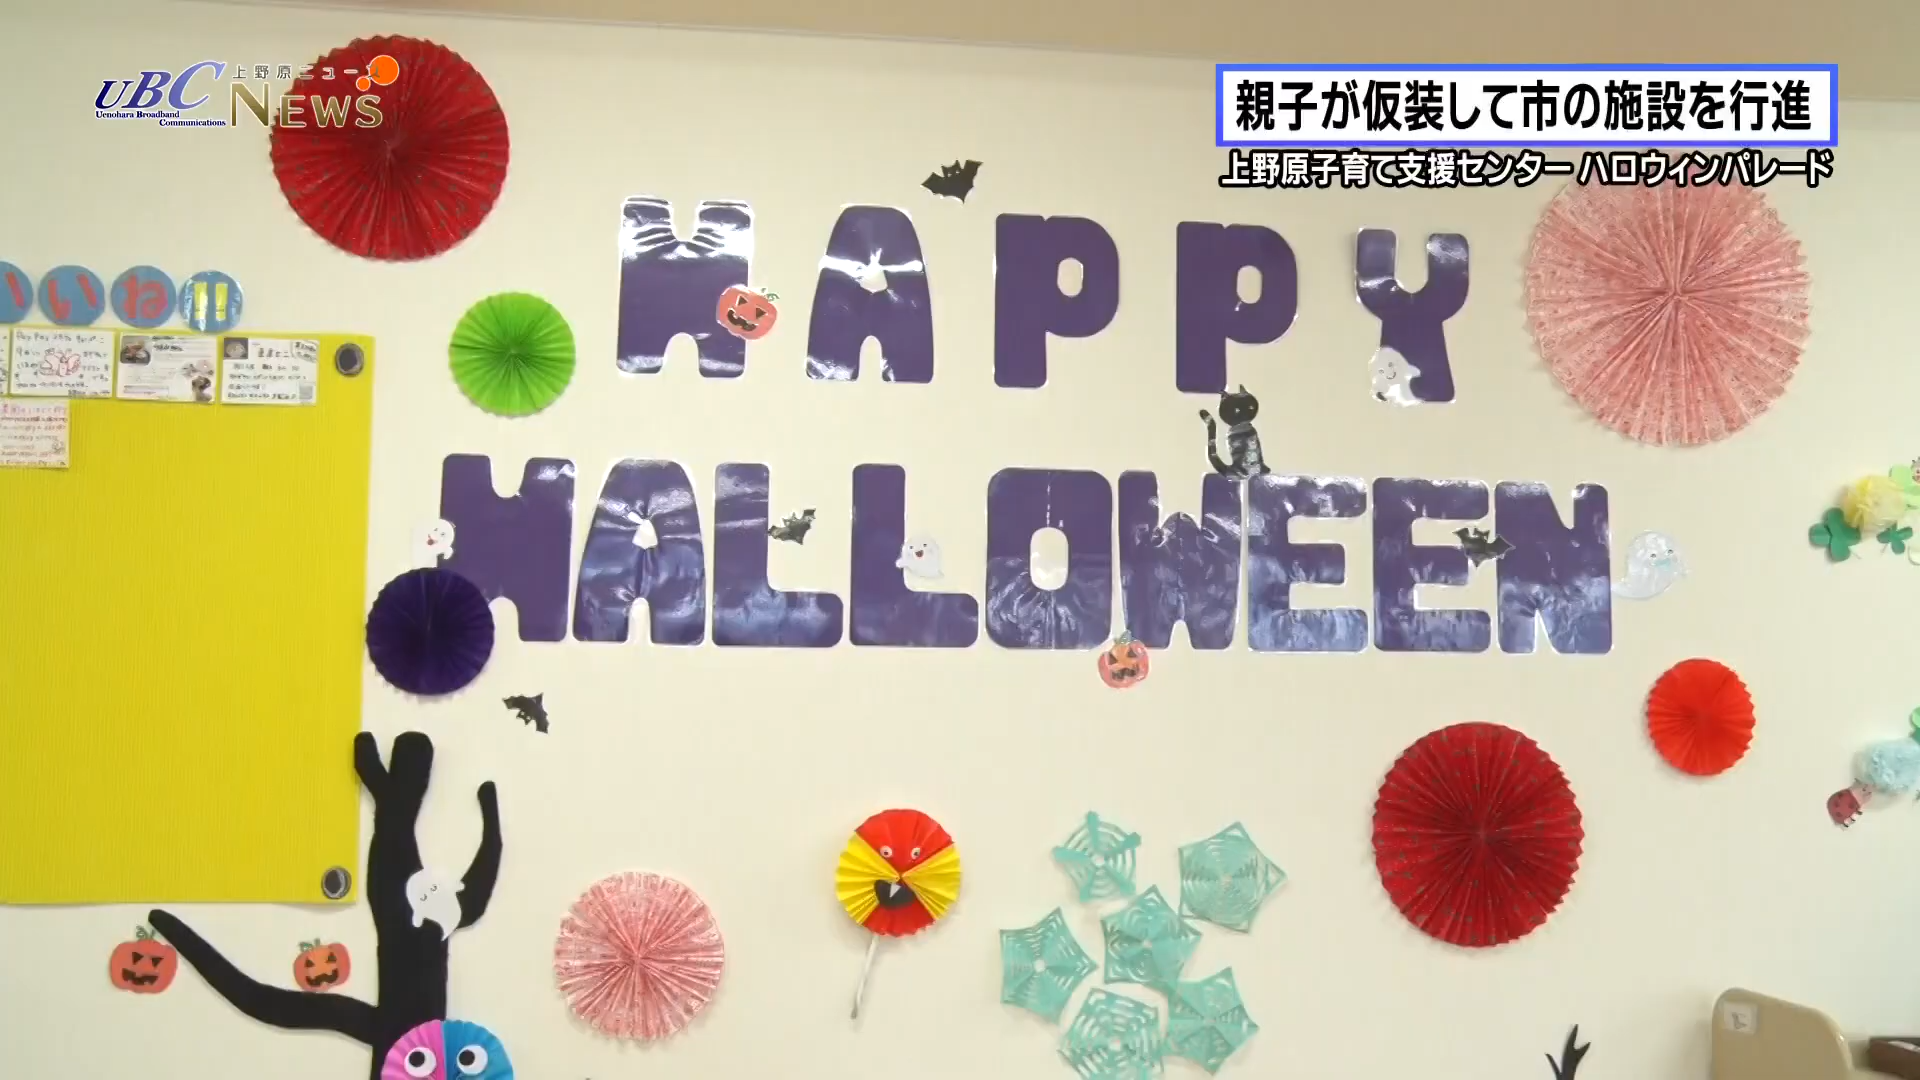 上野原ニュース
UBC NEWS
Uenohara Broadband
Communications
親子が仮装して市の施設を行進
上野原子育て支援センター ハロウィンパレード
HAPPY
いね!!
HALLOWEEN